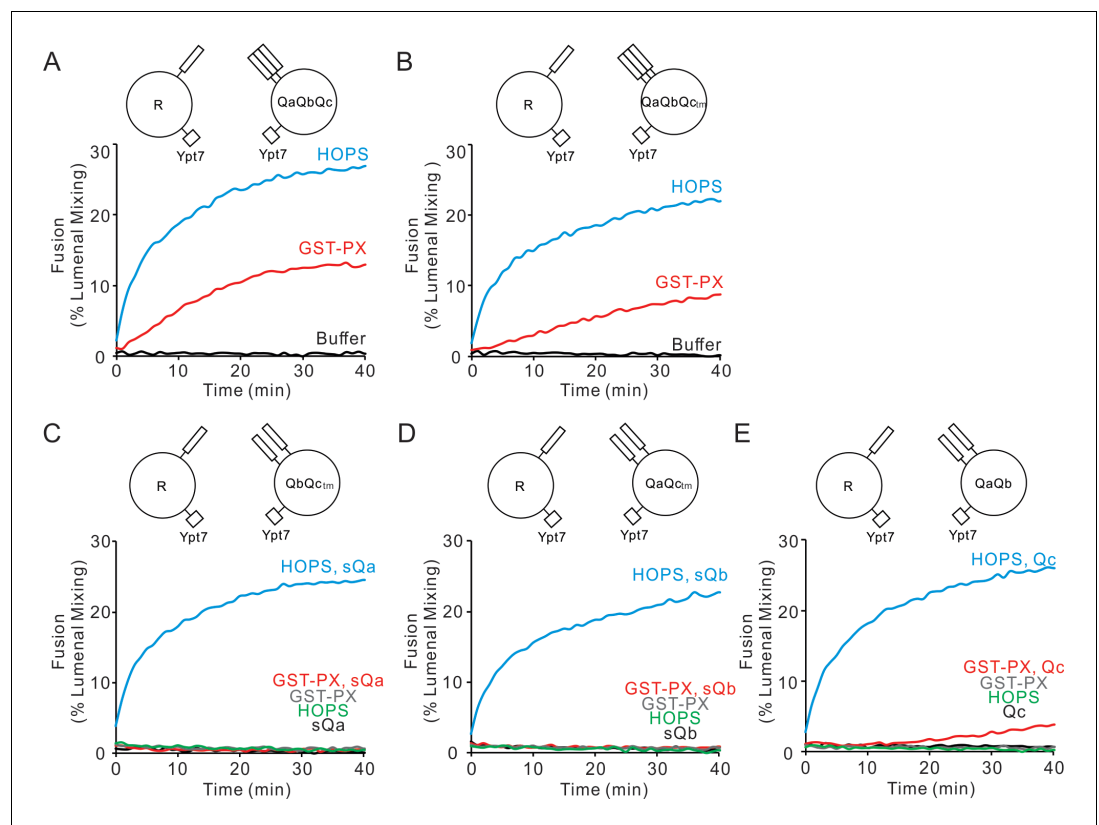 A
R
QaQbQc
Ypt7
Ypt7
Fusion
(% Lumenal Mixing)
30
20
10
0
HOPS
GST-PX
Buffer
0 10 20 30 40
Time (min)
B
R
QaQbQctm
Ypt7
Ypt7
Fusion
(% Lumenal Mixing )
30
20
10
0
HOPS
GST-PX
Buffer
0 10 20 30 40
Time (min)
C
R
QbQctm
Ypt7
Ypt7
Fusion
(% Lumenal Mixing)
30
20
10
0
HOPS, sQa
GST-PX, sQa
GST-PX
HOPS
sQa
0 10 20 30 40
Time (min)
D
R
QaQctm
Ypt7
Ypt7
Fusion
(% Lumenal Mixing)
30
20
10
0
HOPS, sQb
GST-PX, sQb
GST-PX
HOPS
sQb
0 10 20 30 40
Time (min)
E
R
QaQb
Ypt7
Ypt7
Fusion
(% Lumenal Mixing)
30
20
10
0
HOPS, Qc
GST-PX, Qc
GST-PX
HOPS
Qc
0 10 20 30 40
Time (min)